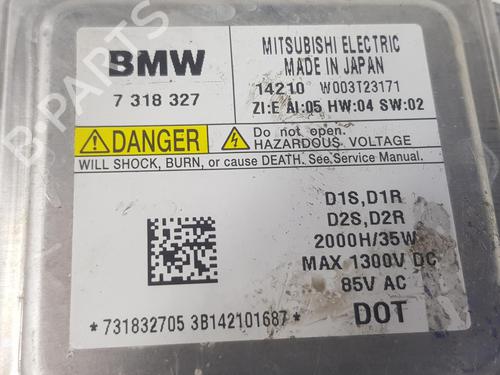 BMW
7 318 327
MITSUBISHI ELECTRIC
MADE IN JAPAN
14210 W003T23171
ZI:E AI:05 HW:04 SW:02
DANGER
Do not open.
HAZARDOUS VOLTAGE
WILL SHOCK, BURN, or cause DEATH. See Service Manual.
D1S,D1R
D2S,D2R
2000H/35W
MAX 1300V DC
85V AC
DOT
*731832705 3B142101687*
B-PARTS